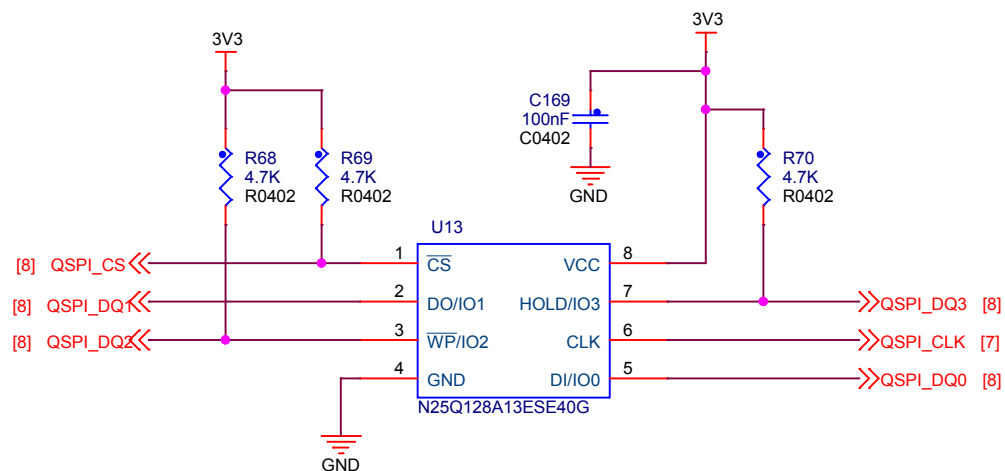 3V3
3V3
C169
100nF
C0402
R68
4.7K
R0402
R69
4.7K
R0402
R70
4.7K
R0402
GND
U13
[8] QSPI_CS 1 CS VCC 8
[8] QSPI_DQ1 2 DO/IO1 HOLD/IO3 7 QSPI_DQ3 [8]
[8] QSPI_DQ2 3 WP/IO2 CLK 6 QSPI_CLK [7]
4 GND DI/IO0 5 QSPI_DQ0 [8]
N25Q128A13ESE40G
GND